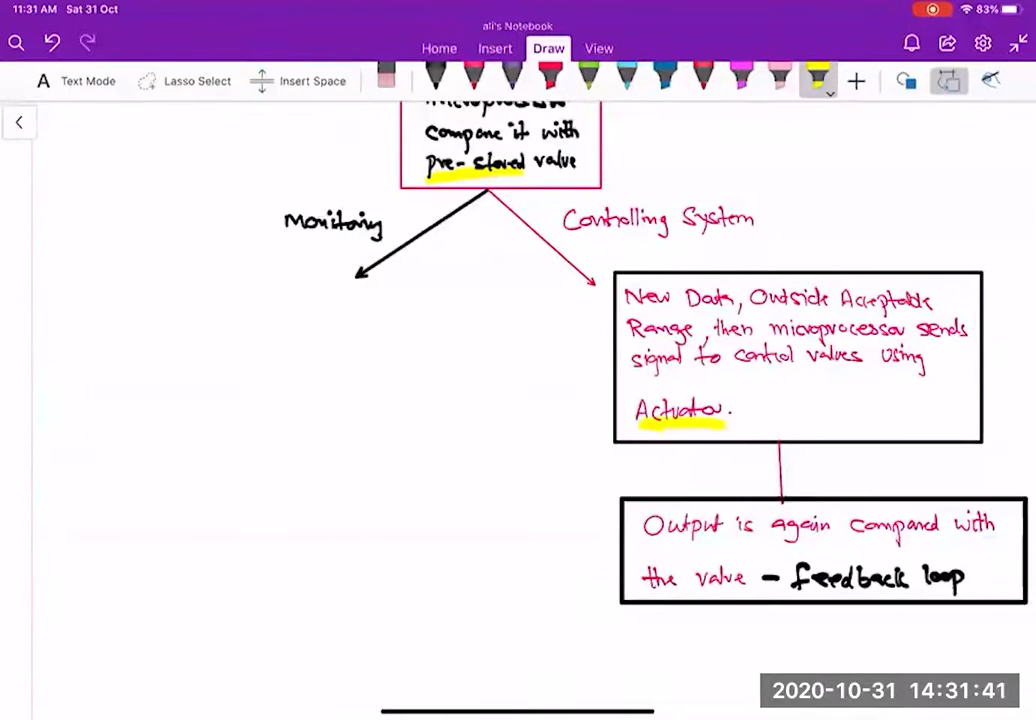 11:31 AM Sat 31 Oct
83%
ali's Notebook
Home Insert Draw View
A Text Mode Lasso Select Insert Space
microprocessor
compare it with
pre-stored value
Monitoring
Controlling System
New Data, Outside Acceptable
Range, then microprocessor sends
signal to control values using
Actuator.
Output is again compared with
the value - feedback loop
2020-10-31 14:31:41